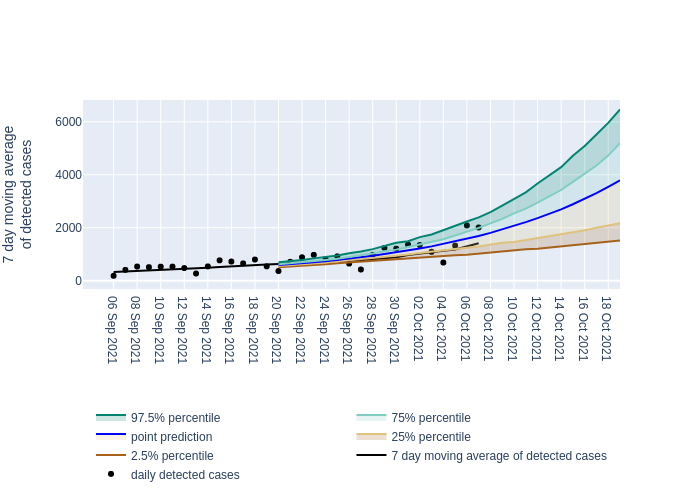 7 day moving average
of detected cases
6000
4000
2000
0
06 Sep 2021
08 Sep 2021
10 Sep 2021
12 Sep 2021
14 Sep 2021
16 Sep 2021
18 Sep 2021
20 Sep 2021
22 Sep 2021
24 Sep 2021
26 Sep 2021
28 Sep 2021
30 Sep 2021
02 Oct 2021
04 Oct 2021
06 Oct 2021
08 Oct 2021
10 Oct 2021
12 Oct 2021
14 Oct 2021
16 Oct 2021
18 Oct 2021
97.5% percentile
75% percentile
point prediction
25% percentile
2.5% percentile
7 day moving average of detected cases
daily detected cases